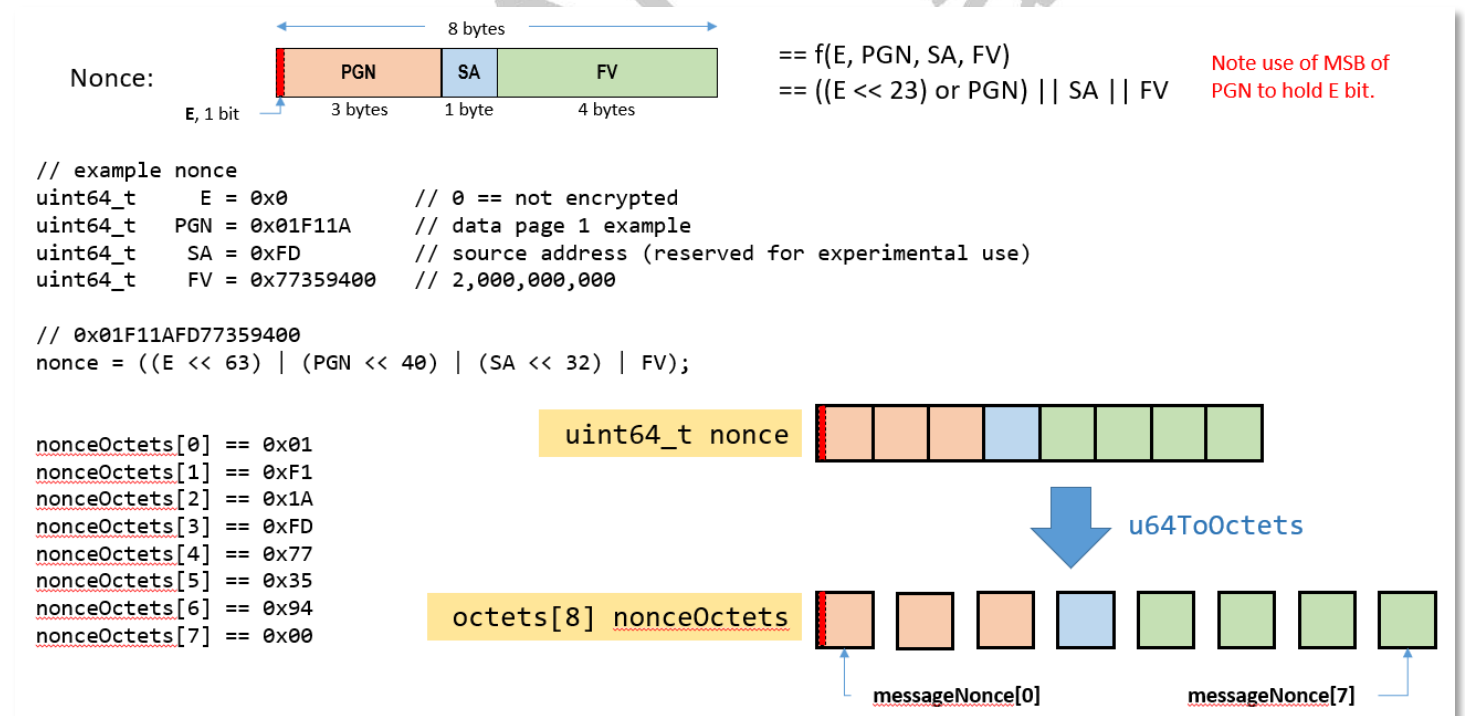 8 bytes
Nonce:
PGN
SA
FV
E, 1 bit
3 bytes
1 byte
4 bytes
== f(E, PGN, SA, FV)
== ((E << 23) or PGN) || SA || FV
Note use of MSB of
PGN to hold E bit.
// example nonce
uint64_t E = 0x0 // 0 == not encrypted
uint64_t PGN = 0x01F11A // data page 1 example
uint64_t SA = 0xFD // source address (reserved for experimental use)
uint64_t FV = 0x77359400 // 2,000,000,000
// 0x01F11AFD77359400
nonce = ((E << 63) | (PGN << 40) | (SA << 32) | FV);
nonceOctets[0] == 0x01
nonceOctets[1] == 0xF1
nonceOctets[2] == 0x1A
nonceOctets[3] == 0xFD
nonceOctets[4] == 0x77
nonceOctets[5] == 0x35
nonceOctets[6] == 0x94
nonceOctets[7] == 0x00
uint64_t nonce
u64ToOctets
octets[8] nonceOctets
messageNonce[0]
messageNonce[7]